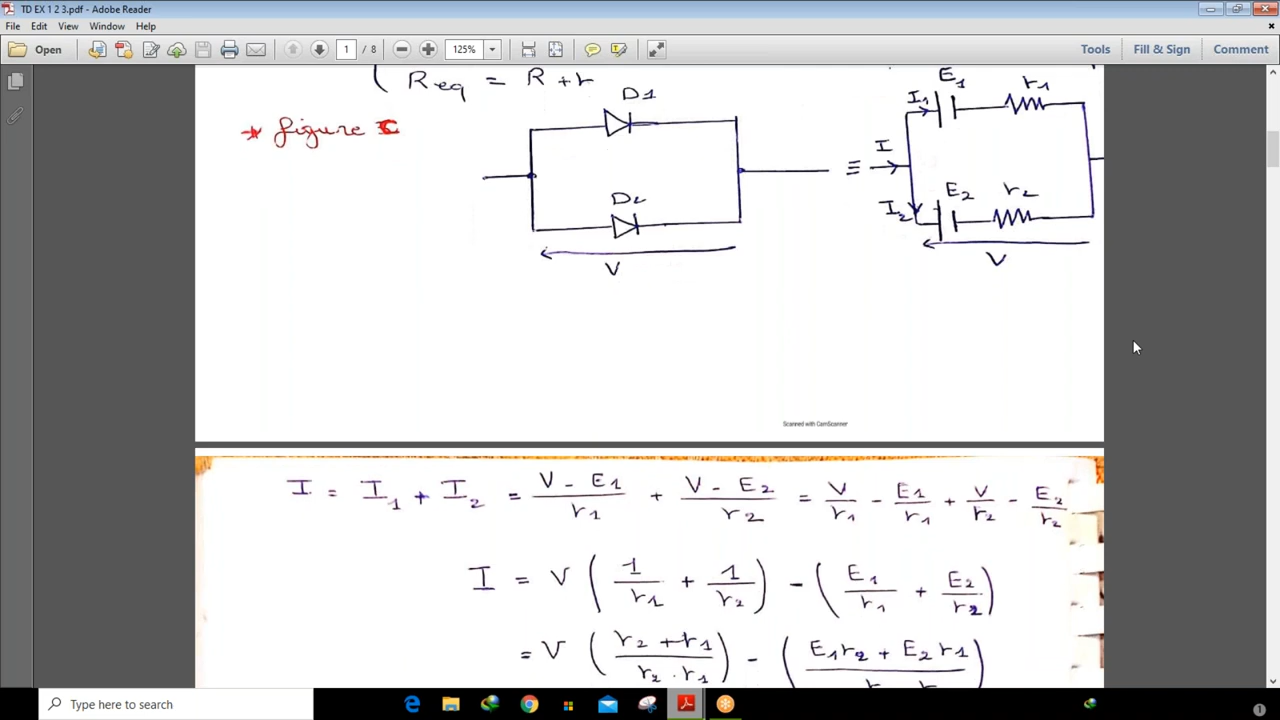 TD EX 1 2 3.pdf - Adobe Reader
File Edit View Window Help
Open 1 / 8 125% Tools Fill & Sign Comment
Req = R + r
* figure C
D1
D2
V
≡
I
I1
E1
r1
I2
E2
r2
V
Scanned with CamScanner
I = I1 + I2 = (V - E1)/r1 + (V - E2)/r2 = V/r1 - E1/r1 + V/r2 - E2/r2
I = V (1/r1 + 1/r2) - (E1/r1 + E2/r2)
= V ((r2 + r1)/(r2 . r1)) - (E1r2 + E2r1)
Type here to search